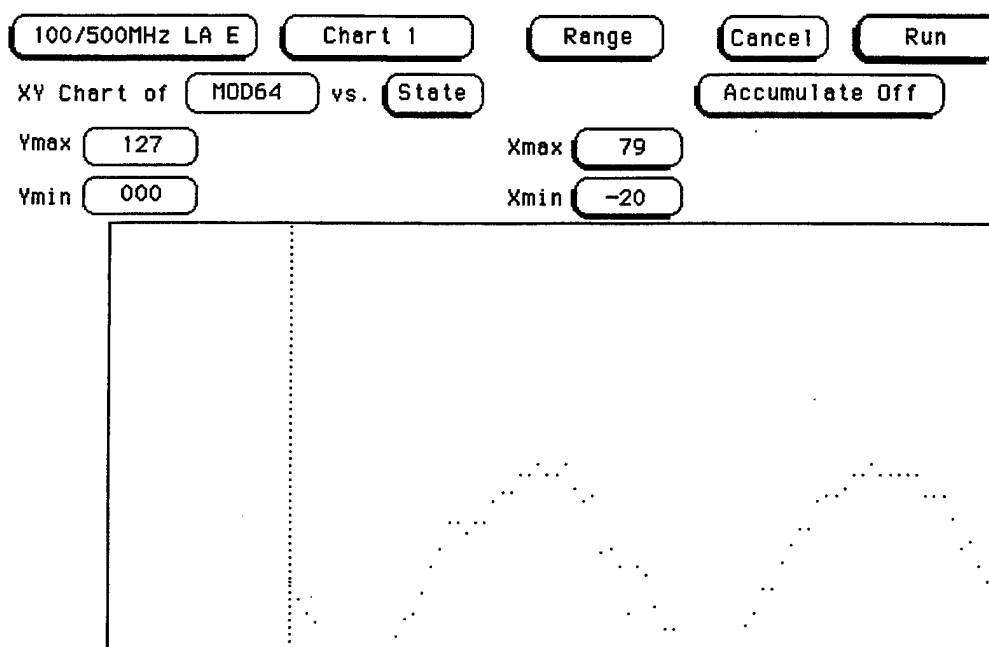 100/500MHz LA E Chart 1 Range Cancel Run
XY Chart of MOD64 vs. State Accumulate Off
Ymax 127 Xmax 79
Ymin 000 Xmin -20